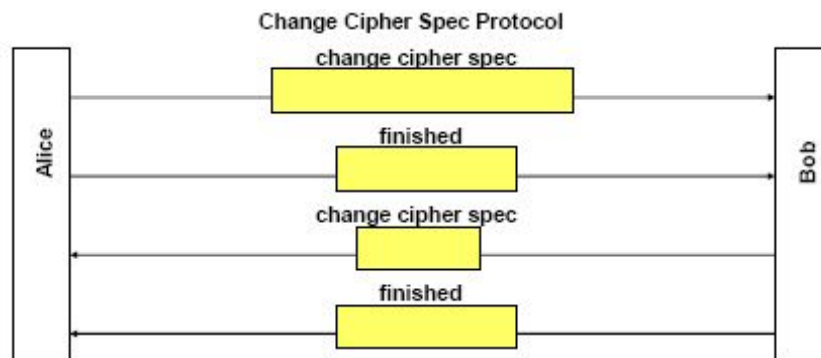 Change Cipher Spec Protocol
change cipher spec
Alice
finished
Bob
change cipher spec
finished